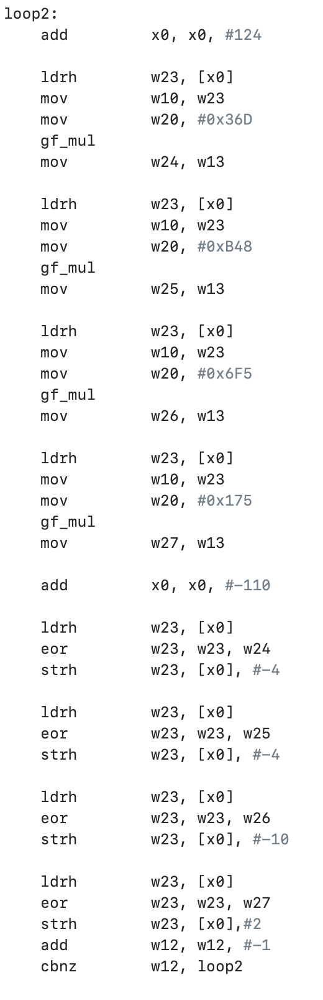 loop2:
add x0, x0, #124
ldrh w23, [x0]
mov w10, w23
mov w20, #0x36D
gf_mul
mov w24, w13
ldrh w23, [x0]
mov w10, w23
mov w20, #0xB48
gf_mul
mov w25, w13
ldrh w23, [x0]
mov w10, w23
mov w20, #0x6F5
gf_mul
mov w26, w13
ldrh w23, [x0]
mov w10, w23
mov w20, #0x175
gf_mul
mov w27, w13
add x0, x0, #-110
ldrh w23, [x0]
eor w23, w23, w24
strh w23, [x0], #-4
ldrh w23, [x0]
eor w23, w23, w25
strh w23, [x0], #-4
ldrh w23, [x0]
eor w23, w23, w26
strh w23, [x0], #-10
ldrh w23, [x0]
eor w23, w23, w27
strh w23, [x0],#2
add w12, w12, #-1
cbnz w12, loop2